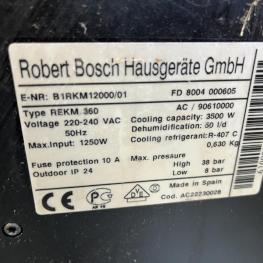 Robert Bosch Hausgeräte GmbH
E-NR: B1RKM12000/01 FD 8004 000605
Type REKM 360 AC / 90610000
Voltage 220-240 VAC Cooling capacity: 3500 W
50Hz Dehumidification: 50 l/d
Max.Input: 1250W Cooling refrigerant: R-407 C
0,630 Kg
Fuse protection 10 A Max. pressure
Outdoor IP 24 High 38 bar
Low 8 bar
Made in Spain
Cod. AC22230028